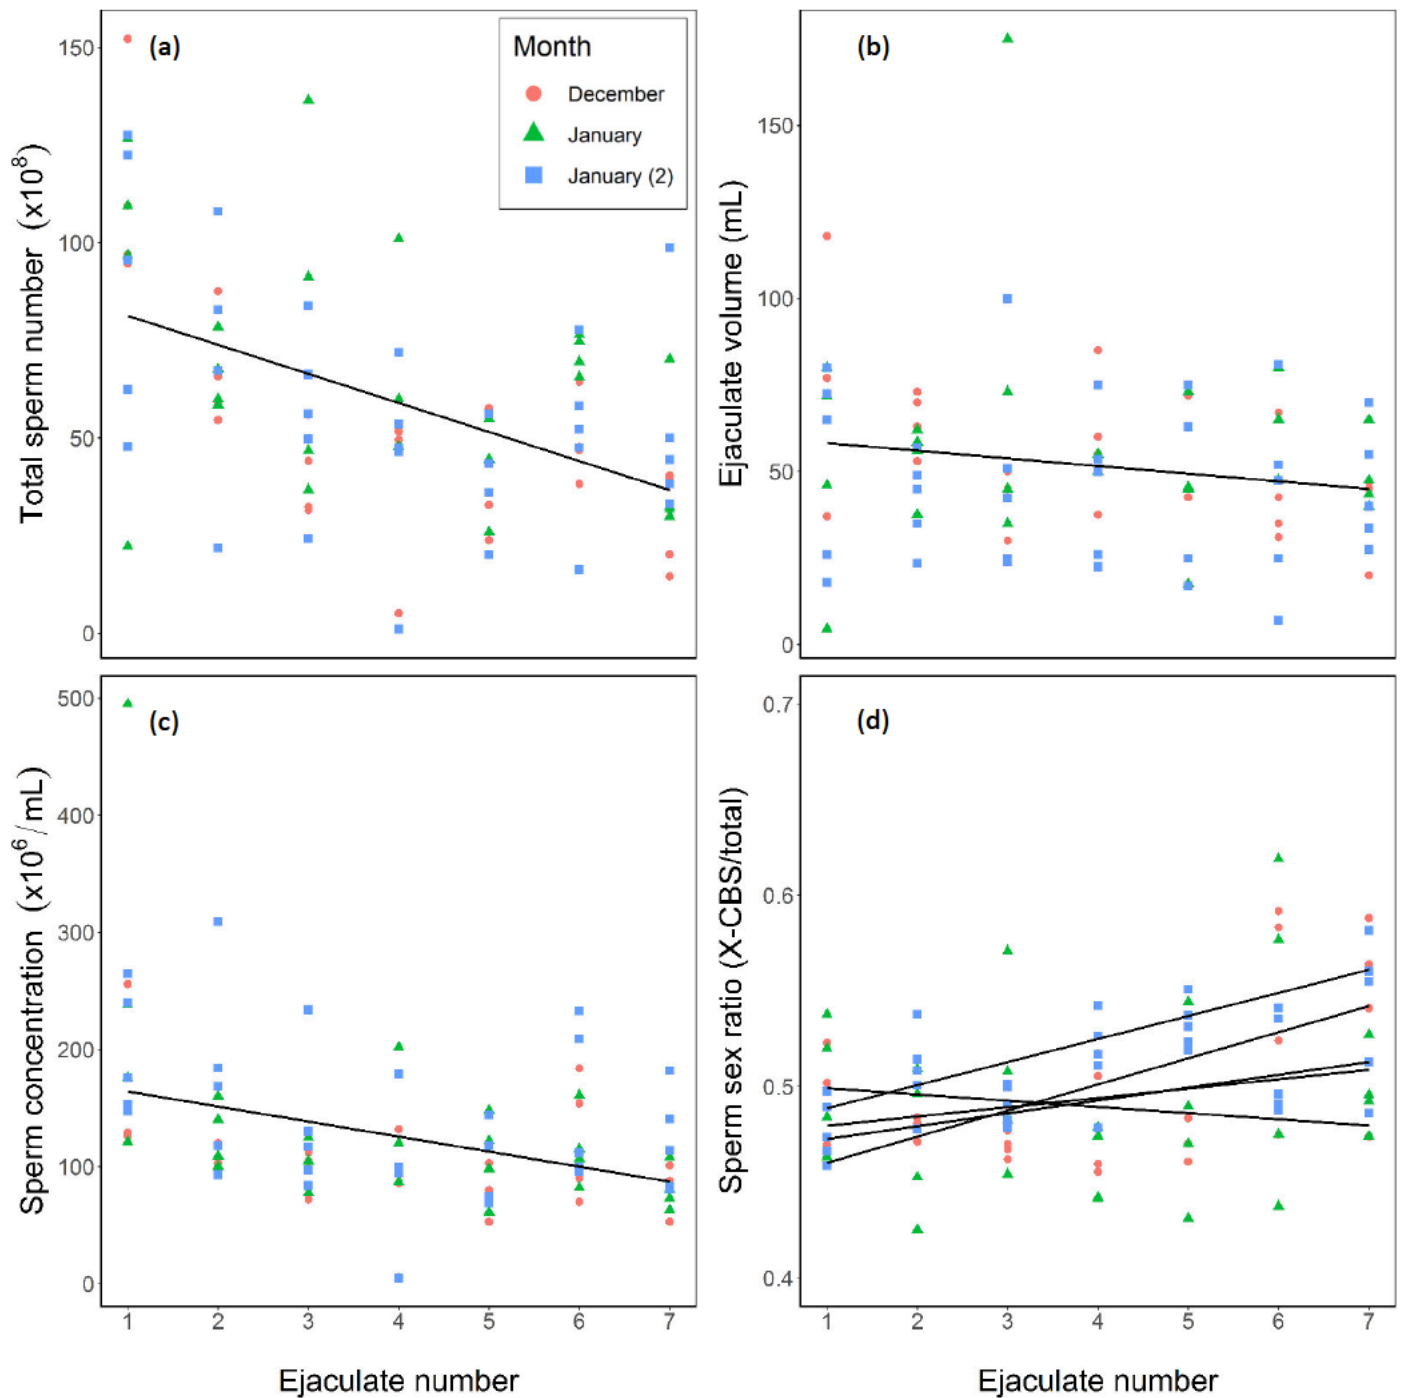 (a)
Month
December
January
January (2)
Total sperm number (x10⁸)
150
100
50
0
(b)
Ejaculate volume (mL)
150
100
50
0
(c)
Sperm concentration (x10⁶/mL)
500
400
300
200
100
0
1 2 3 4 5 6 7
Ejaculate number
(d)
Sperm sex ratio (X-CBS/total)
0.7
0.6
0.5
0.4
1 2 3 4 5 6 7
Ejaculate number